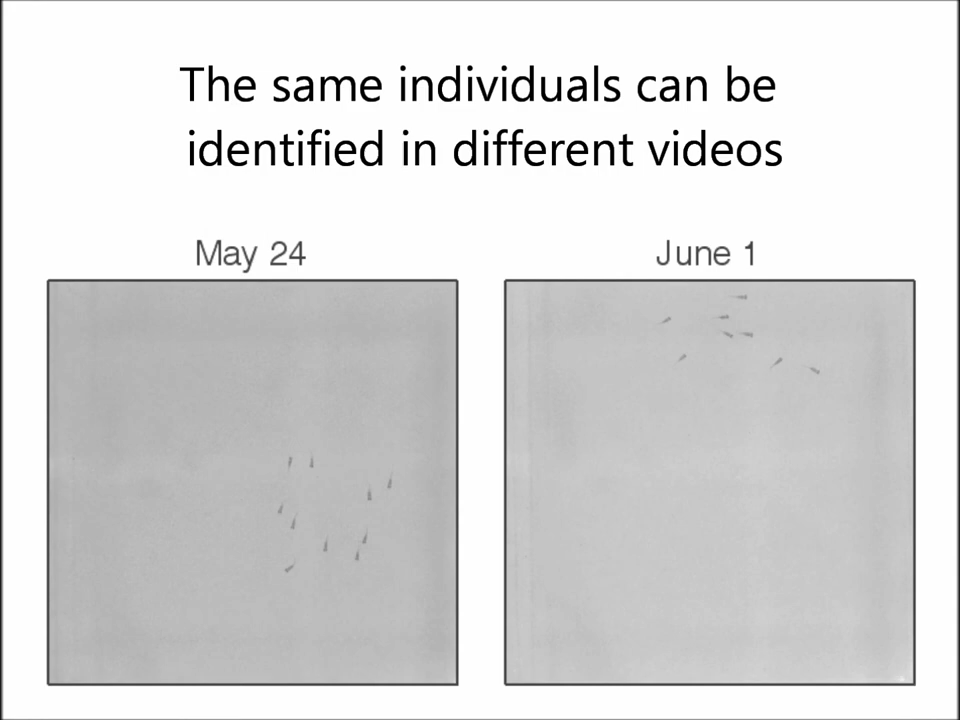 The same individuals can be
identified in different videos
May 24
June 1